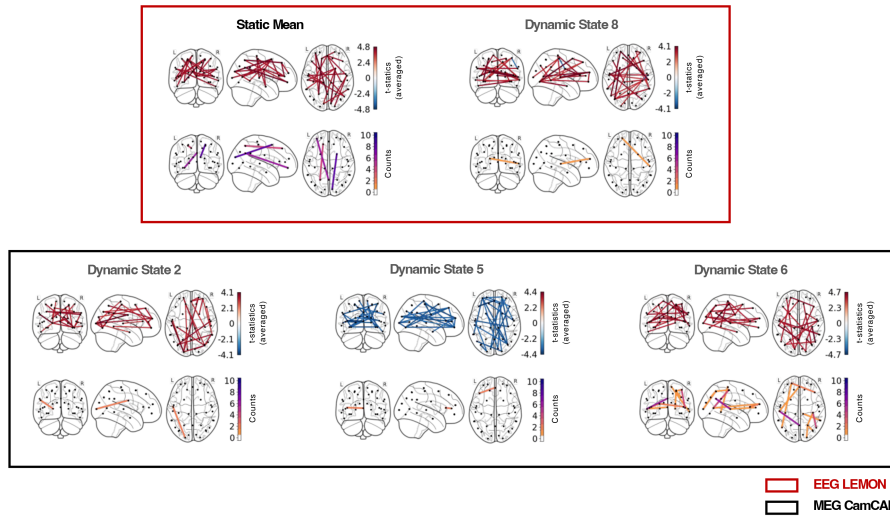 Static Mean
Dynamic State 8
L R
L R
4.8
2.4
0
-2.4
-4.8
t-statics
(averaged)
L R
L R
4.1
2
0
-2
-4.1
t-statics
(averaged)
L R
L R
10
8
6
4
2
0
Counts
L R
L R
10
8
6
4
2
0
Counts
Dynamic State 2
Dynamic State 5
Dynamic State 6
L R
L R
4.1
2.1
0
-2.1
-4.1
t-statistics
(averaged)
L R
L R
4.4
2.2
0
-2.2
-4.4
t-statistics
(averaged)
L R
L R
4.7
2.3
0
-2.3
-4.7
t-statistics
(averaged)
L R
L R
10
8
6
4
2
0
Counts
L R
L R
10
8
6
4
2
0
Counts
L R
L R
10
8
6
4
2
0
Counts
EEG LEMON
MEG CamCAN